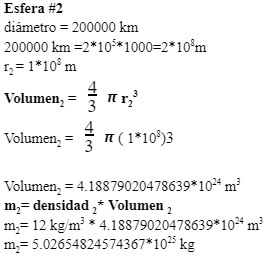 Esfera #2
diámetro = 200000 km
200000 km =2*10⁵*1000=2*10⁸m
r₂= 1*10⁸ m
Volumen₂ = 4/3 π r₂³
Volumen₂ = 4/3 π ( 1*10⁸)3
Volumen₂ = 4.18879020478639*10²⁴ m³
m₂= densidad ₂* Volumen ₂
m₂= 12 kg/m³ * 4.18879020478639*10²⁴ m³
m₂= 5.02654824574367*10²⁵ kg